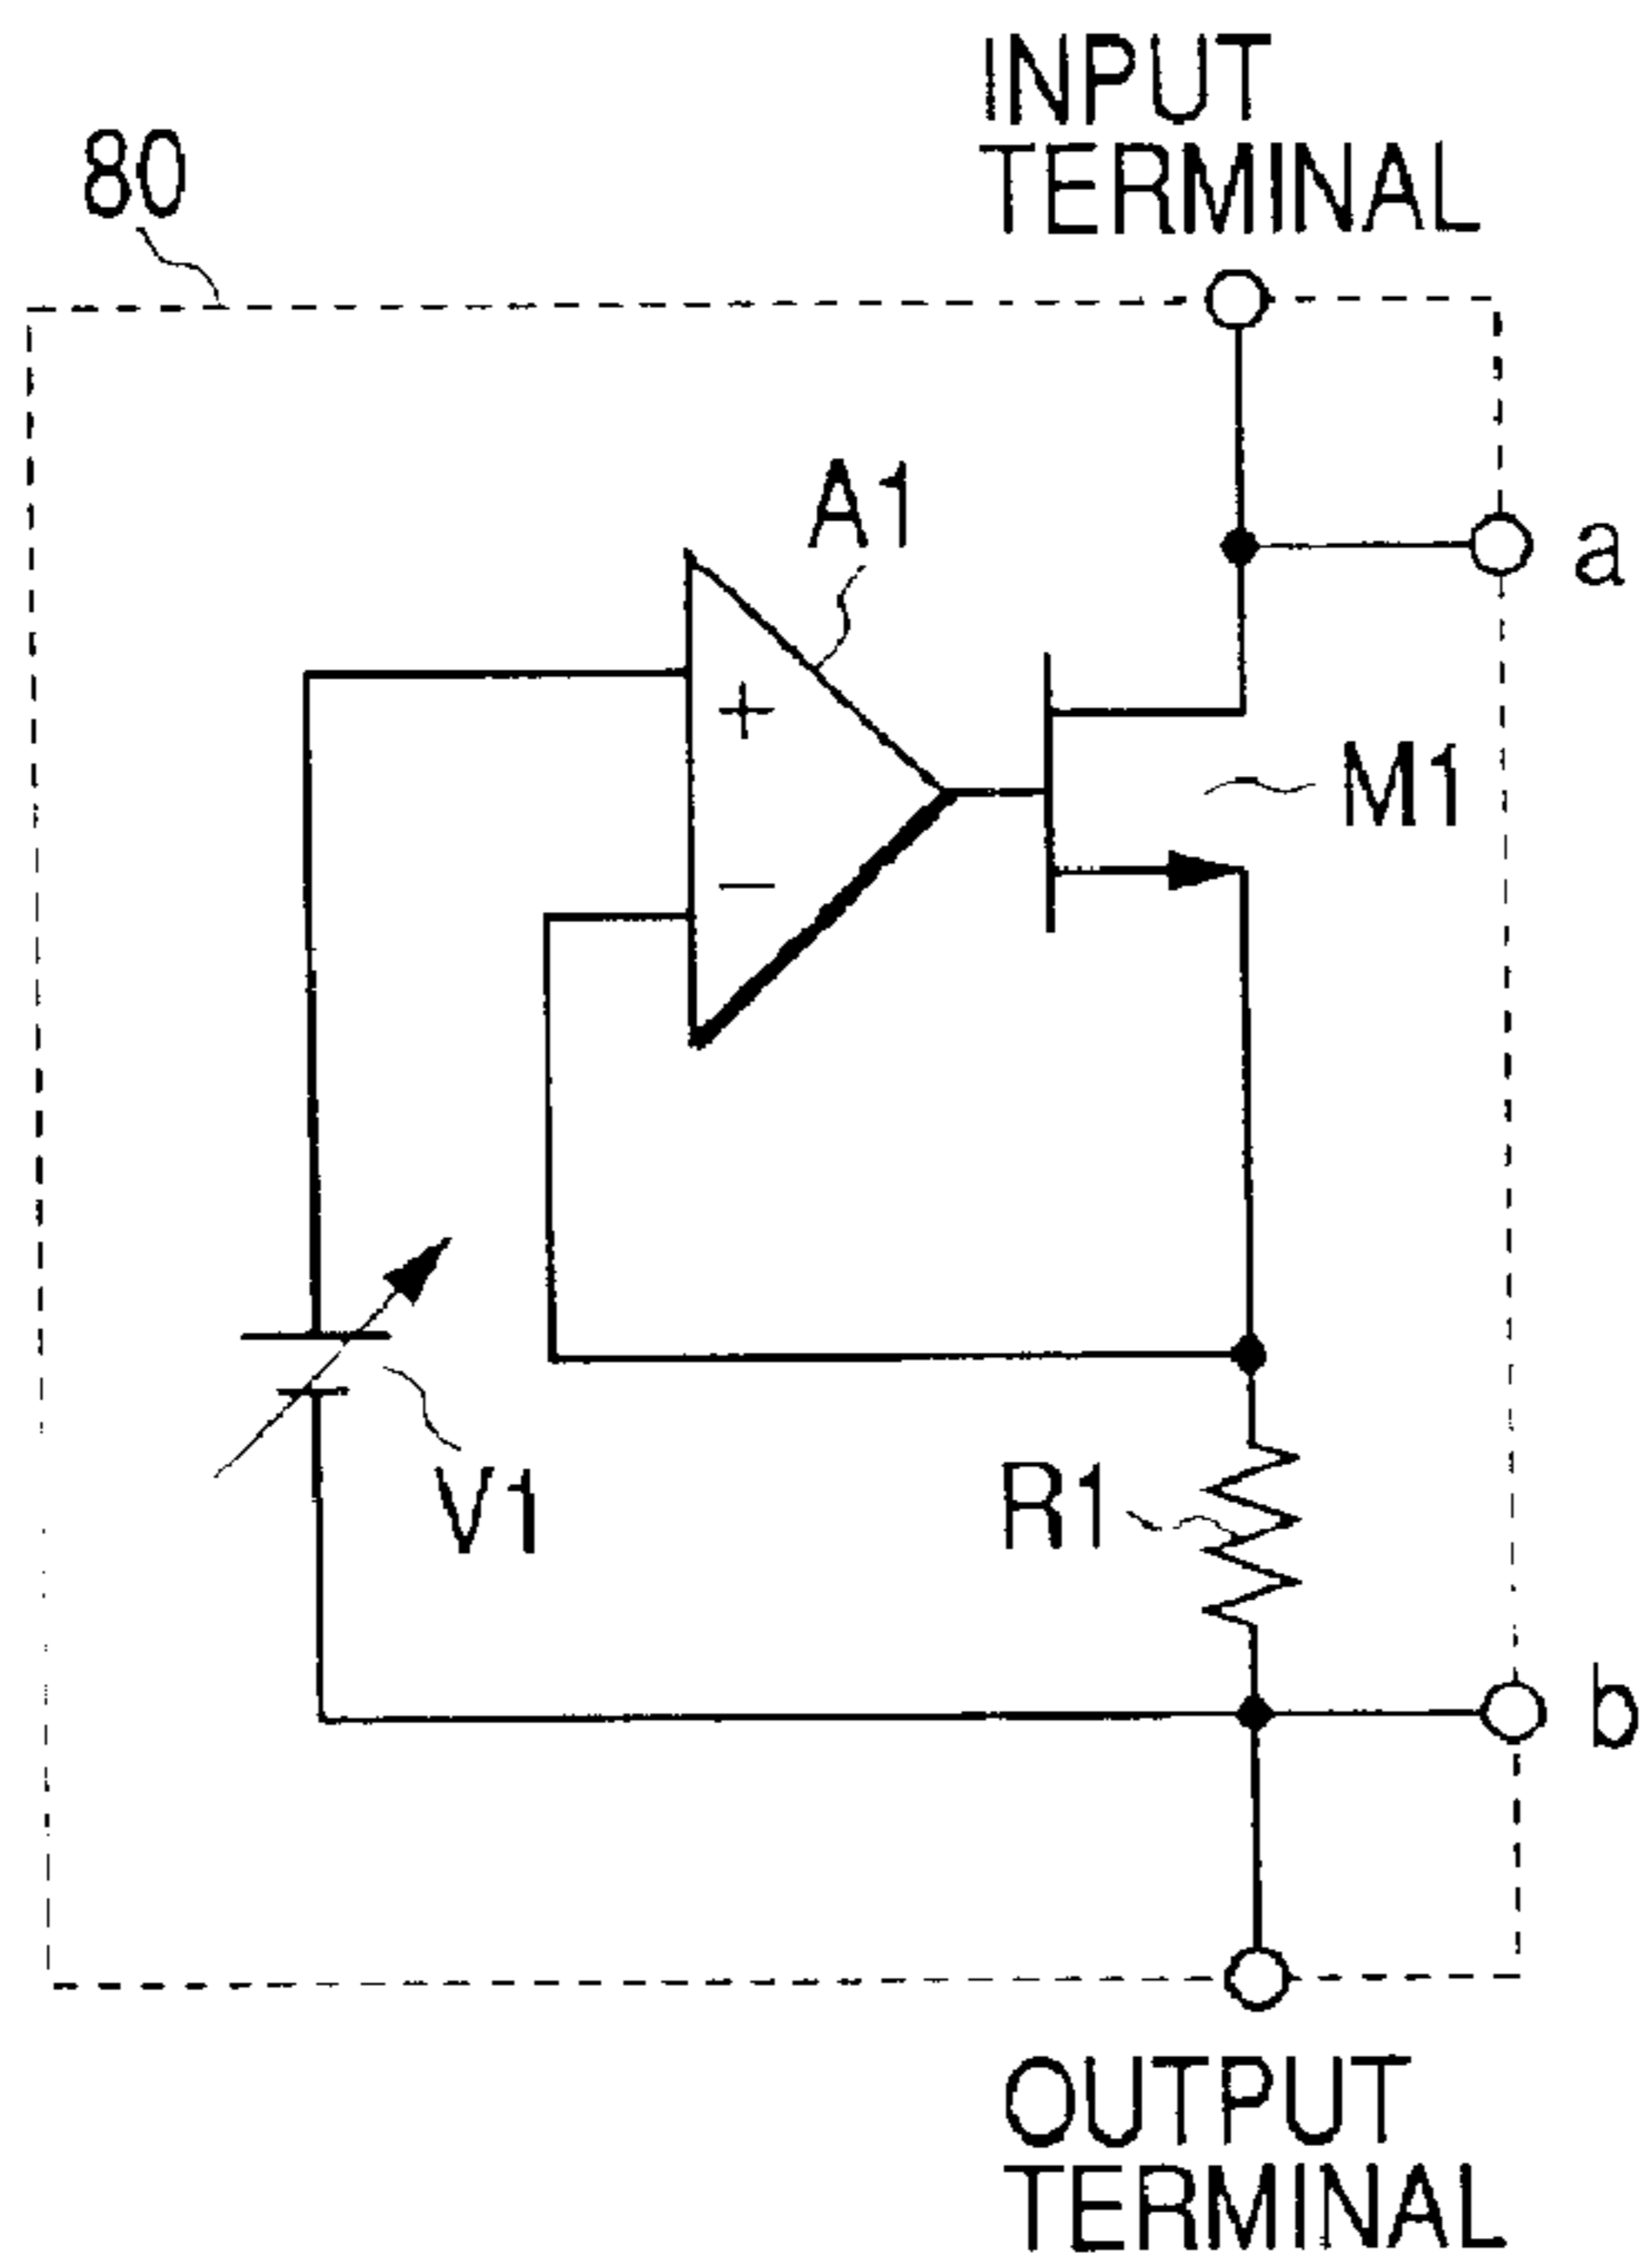 INPUT
TERMINAL
80
A1
a
+
M1
−
V1
R1
b
OUTPUT
TERMINAL